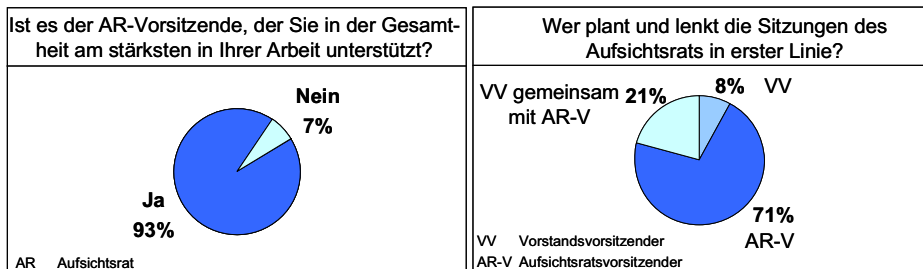 Ist es der AR-Vorsitzende, der Sie in der Gesamt-
heit am stärksten in Ihrer Arbeit unterstützt?
Nein
7%
Ja
93%
AR Aufsichtsrat
Wer plant und lenkt die Sitzungen des
Aufsichtsrats in erster Linie?
VV gemeinsam
mit AR-V
21%
8%
VV
71%
AR-V
VV Vorstandsvorsitzender
AR-V Aufsichtsratsvorsitzender